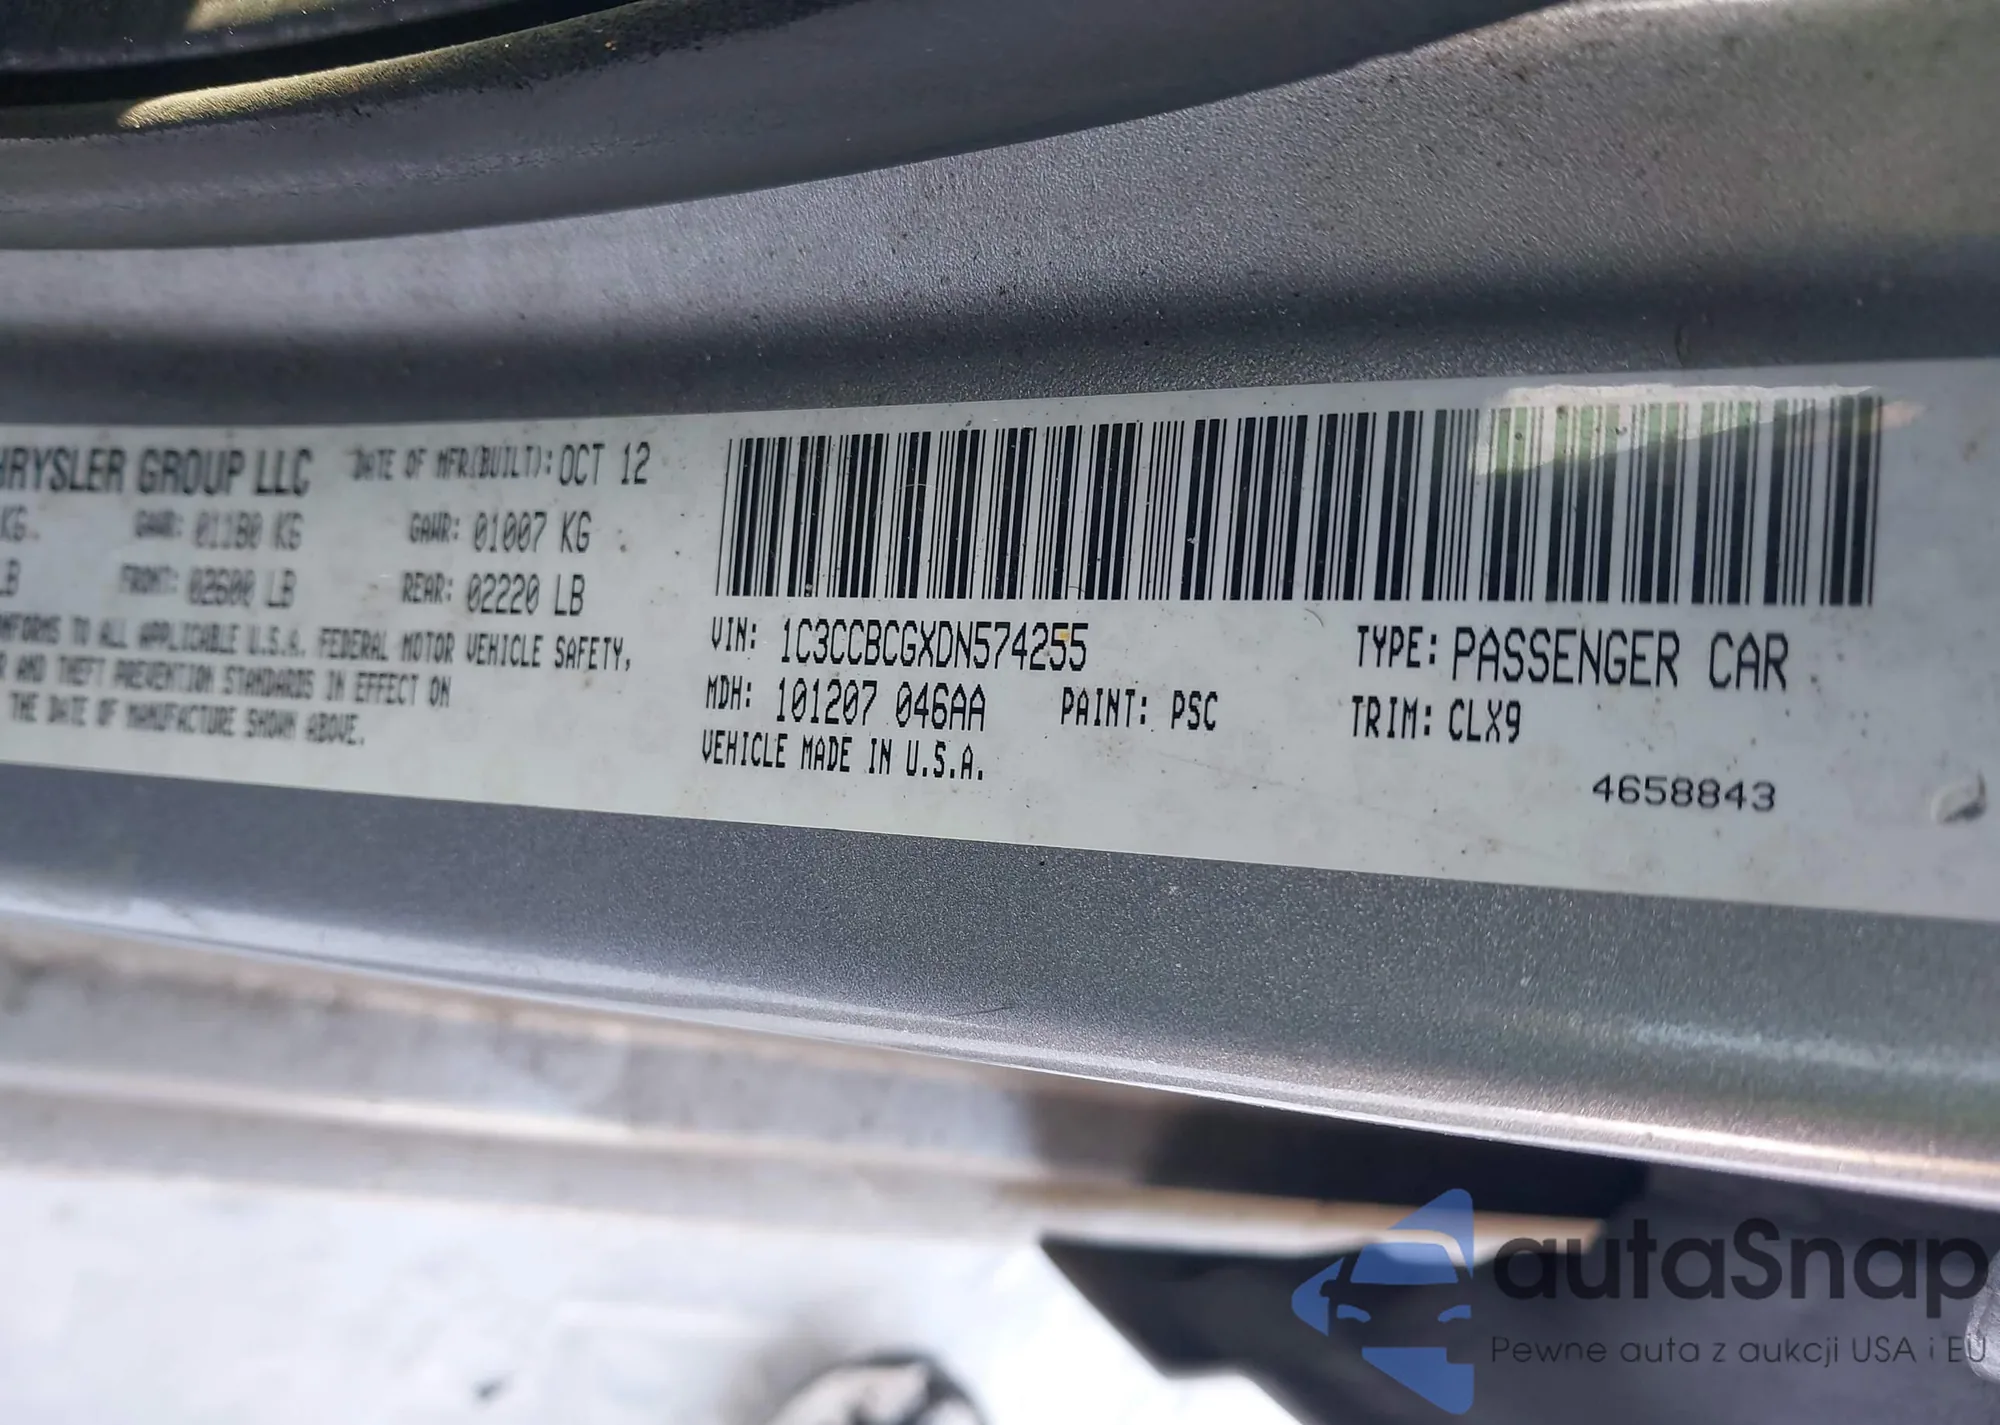 HRYSLER GROUP LLC DATE OF MFR(BUILT): OCT 12
KG. GAWR: 01180 KG GAWR: 01007 KG
LB FRONT: 02600 LB REAR: 02220 LB
NFORMS TO ALL APPLICABLE U.S.A. FEDERAL MOTOR VEHICLE SAFETY,
R AND THEFT PREVENTION STANDARDS IN EFFECT ON
THE DATE OF MANUFACTURE SHOWN ABOVE.
VIN: 1C3CCBCGXDN574255 TYPE: PASSENGER CAR
MDH: 101207 046AA PAINT: PSC TRIM: CLX9
VEHICLE MADE IN U.S.A.
4658843
autaSnap
Pewne auta z aukcji USA i EU